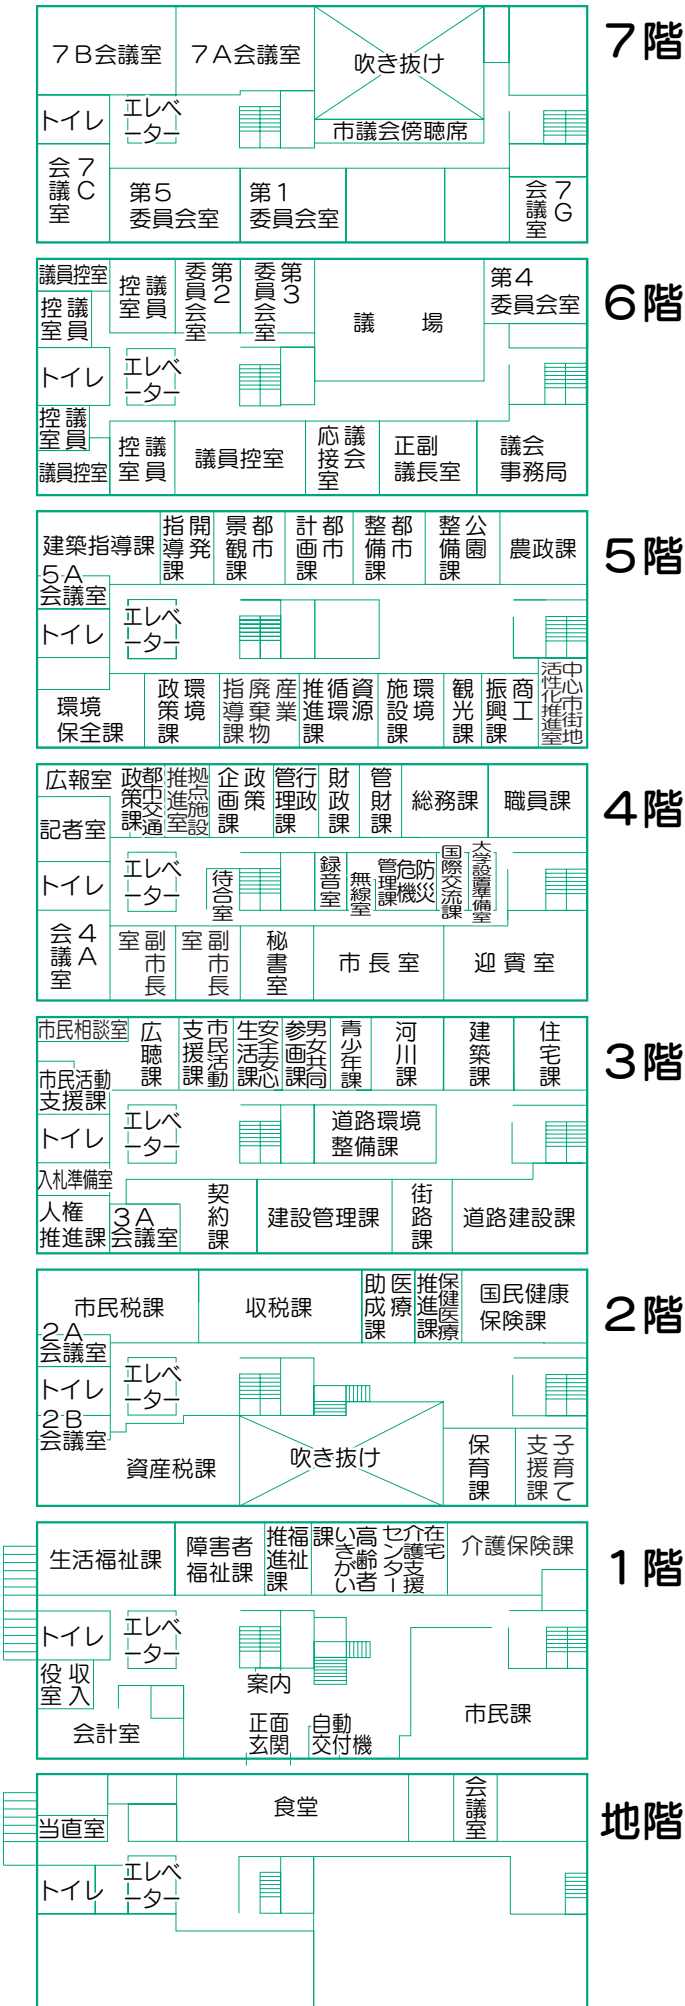 7階
7B会議室
7A会議室
吹き抜け
市議会傍聴席
トイレ
エレベ
ーター
7C
会議室
第5
委員会室
第1
委員会室
7G
会議室
6階
議員控室
議員
控室
議員
控室
第2
委員会室
第3
委員会室
議　場
第4
委員会室
トイレ
エレベ
ーター
議員
控室
議員控室
議員
控室
議員控室
議会
応接室
正副
議長室
議会
事務局
5階
建築指導課
開発
指導課
都市
景観課
都市
計画課
都市
整備課
公園
整備課
農政課
5A
会議室
トイレ
エレベ
ーター
環境
保全課
環境
政策課
産業
廃棄物
指導課
資源
循環
推進課
環境
施設課
観光課
商工
振興課
中心市街地
活性化推進室
4階
広報室
都市交通
政策課
拠点施設
推進室
政策
企画課
行政
管理課
財政課
管財課
総務課
職員課
記者室
トイレ
エレベ
ーター
待合室
録音室
無線室
防災
危機
管理課
国際交流課
大学設置準備室
4A
会議室
副市長
室
副市長
室
秘書室
市長室
迎賓室
3階
市民相談室
広聴課
市民活動
支援課
安全安心
生活課
男女共同
参画課
青少年課
河川課
建築課
住宅課
市民活動
支援課
トイレ
エレベ
ーター
道路環境
整備課
入札準備室
人権
推進課
3A
会議室
契約課
建設管理課
街路課
道路建設課
2階
市民税課
収税課
医療
助成課
保健医療
推進課
国民健康
保険課
2A
会議室
トイレ
エレベ
ーター
2B
会議室
資産税課
吹き抜け
保育課
子育て
支援課
1階
生活福祉課
障害者
福祉課
福祉
推進課
高齢者
いきがい
課
在宅
介護支援
センター
介護保険課
トイレ
エレベ
ーター
収入
役室
会計室
案内
正面
玄関
自動
交付機
市民課
地階
食堂
会議室
当直室
トイレ
エレベ
ーター